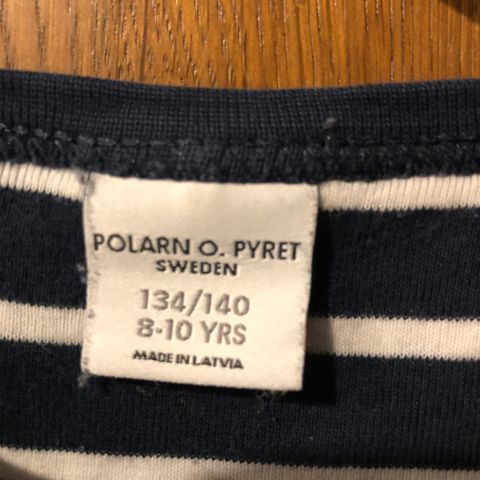 POLARN O. PYRET
SWEDEN
134/140
8-10 YRS
MADE IN LATVIA